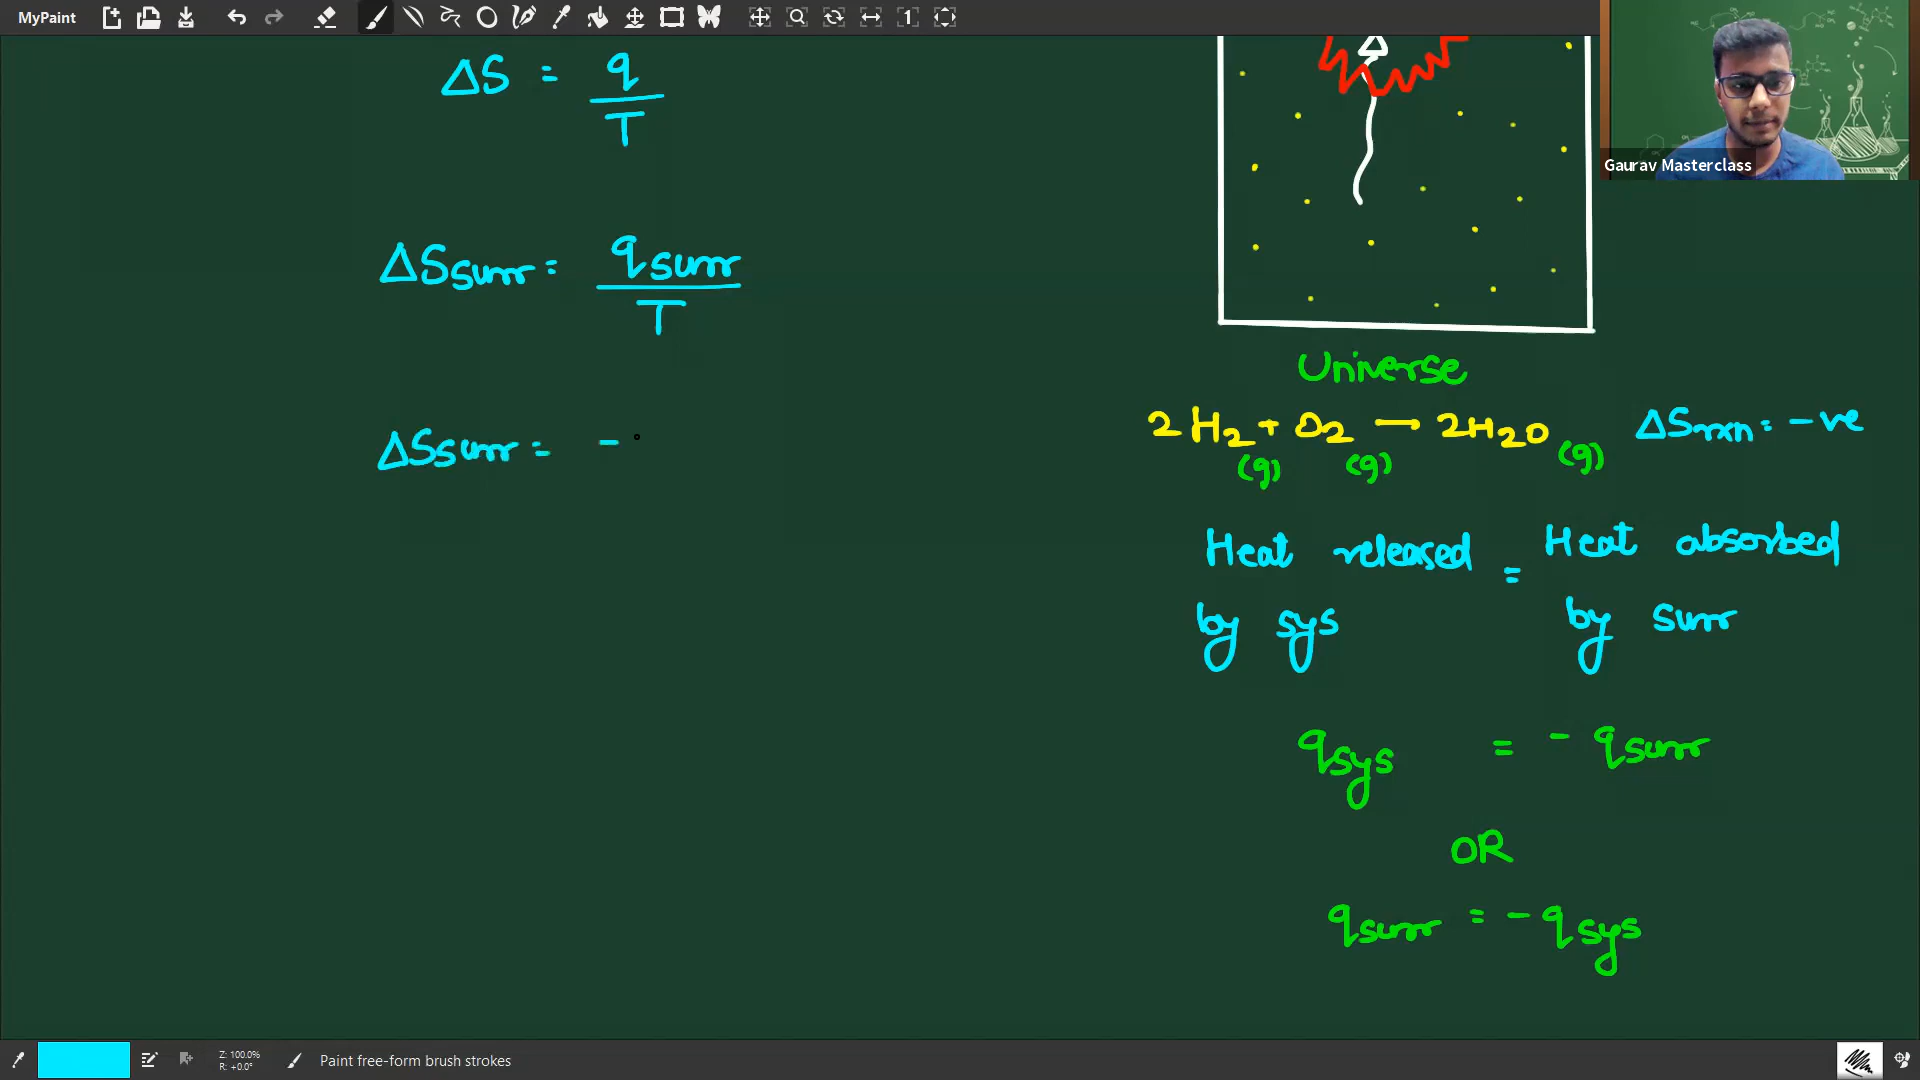 MyPaint
1
ΔS = q
T
ΔSsurr = qsurr
T
ΔSsurr = -
Gaurav Masterclass
Universe
2H2 + O2 → 2H2O ΔSrxn = -ve
(g) (g) (g)
Heat released = Heat absorbed
by sys by surr
qsys = - qsurr
OR
qsurr = - qsys
Z: 100.0%
R: +0.0°
Paint free-form brush strokes